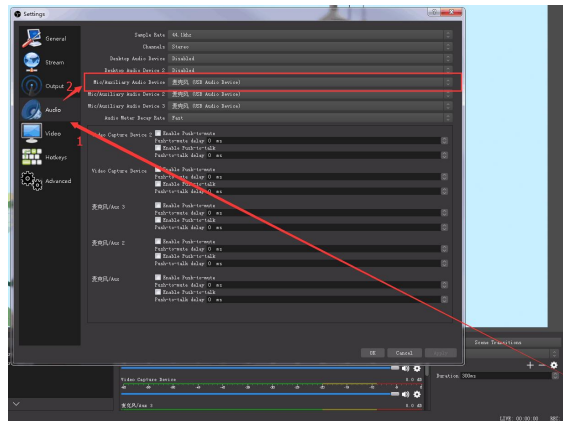 Settings
General
Stream
Output
Audio
Video
Hotkeys
Advanced
2
1
Sample Rate 44.1khz
Channels Stereo
Desktop Audio Device Disabled
Desktop Audio Device 2 Disabled
Mic/Auxiliary Audio Device 麦克风 (USB Audio Device)
Mic/Auxiliary Audio Device 2 麦克风 (USB Audio Device)
Mic/Auxiliary Audio Device 3 麦克风 (USB Audio Device)
Audio Meter Decay Rate Fast
Capture Device 2 Enable Push-to-mute
Push-to-mute delay 0 ms
Enable Push-to-talk
Push-to-talk delay 0 ms
Video Capture Device Enable Push-to-mute
Push-to-mute delay 0 ms
Enable Push-to-talk
Push-to-talk delay 0 ms
麦克风/Aux 3 Enable Push-to-mute
Push-to-mute delay 0 ms
Enable Push-to-talk
Push-to-talk delay 0 ms
麦克风/Aux 2 Enable Push-to-mute
Push-to-mute delay 0 ms
Enable Push-to-talk
Push-to-talk delay 0 ms
麦克风/Aux Enable Push-to-mute
Push-to-mute delay 0 ms
Enable Push-to-talk
Push-to-talk delay 0 ms
OK Cancel Apply
Scene Transitions
Duration 300ms
Video Capture Device 0.0 dB
麦克风/Aux 3 0.0 dB
LIVE: 00:00:00 REC